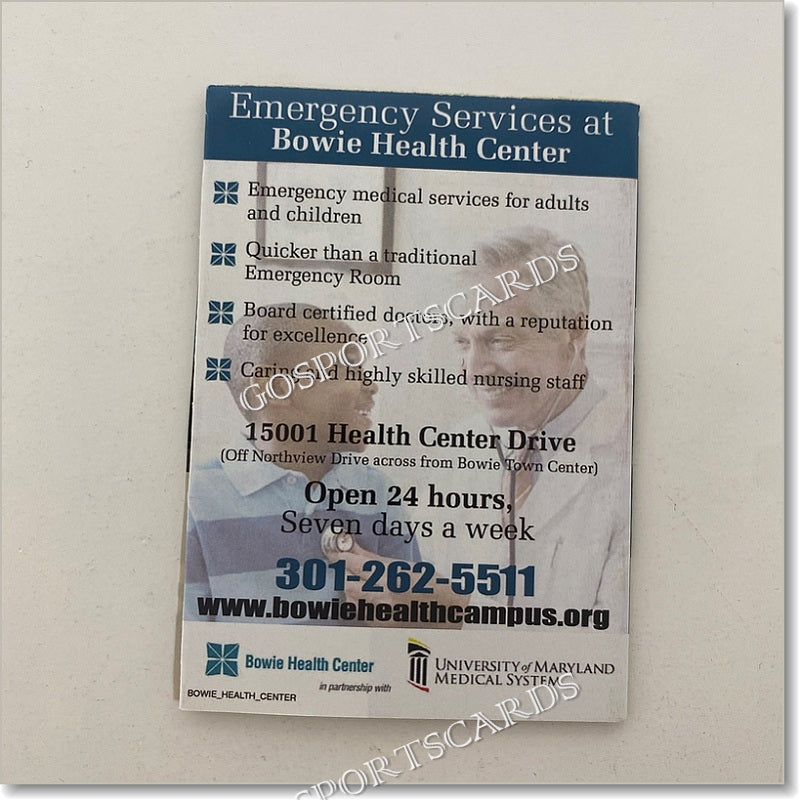 Emergency Services at
Bowie Health Center
Emergency medical services for adults
and children
Quicker than a traditional
Emergency Room
Board certified doctors, with a reputation
for excellence
Caring and highly skilled nursing staff
15001 Health Center Drive
(Off Northview Drive across from Bowie Town Center)
Open 24 hours,
Seven days a week
301-262-5511
www.bowiehealthcampus.org
Bowie Health Center
in partnership with
UNIVERSITY of MARYLAND
MEDICAL SYSTEM
BOWIE_HEALTH_CENTER
GOSPORTSCARDS
SPORTSCARDS